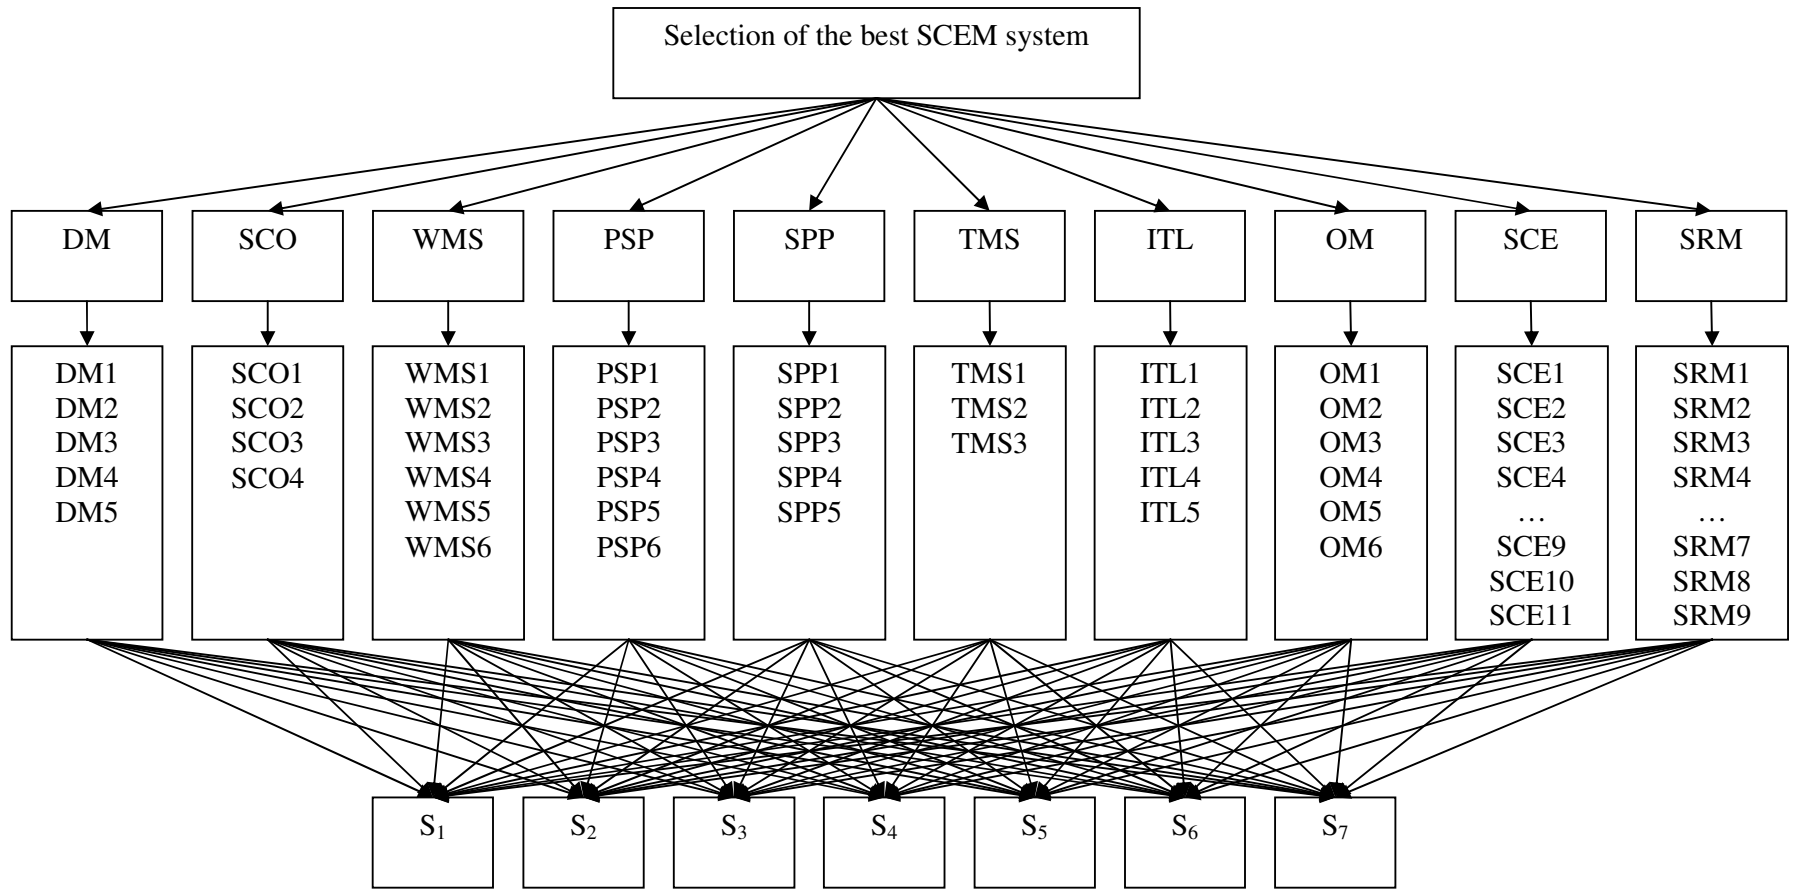 Selection of the best SCEM system
DM
SCO
WMS
PSP
SPP
TMS
ITL
OM
SCE
SRM
DM1
DM2
DM3
DM4
DM5
SCO1
SCO2
SCO3
SCO4
WMS1
WMS2
WMS3
WMS4
WMS5
WMS6
PSP1
PSP2
PSP3
PSP4
PSP5
PSP6
SPP1
SPP2
SPP3
SPP4
SPP5
TMS1
TMS2
TMS3
ITL1
ITL2
ITL3
ITL4
ITL5
OM1
OM2
OM3
OM4
OM5
OM6
SCE1
SCE2
SCE3
SCE4
…
SCE9
SCE10
SCE11
SRM1
SRM2
SRM3
SRM4
…
SRM7
SRM8
SRM9
S₁
S₂
S₃
S₄
S₅
S₆
S₇